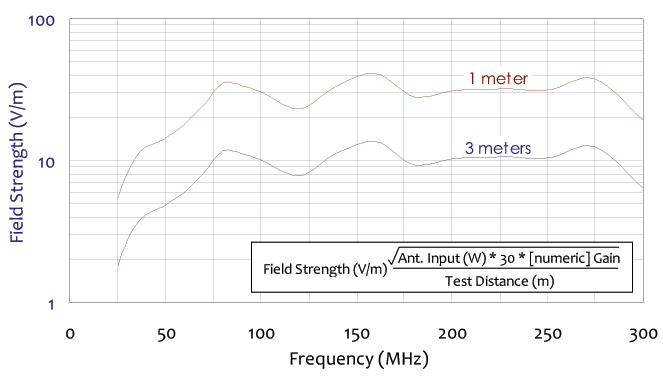 100
10
1
Field Strength (V/m)
1 meter
3 meters
Field Strength (V/m) √Ant. Input (W) * 30 * [numeric] Gain
Test Distance (m)
0 50 100 150 200 250 300
Frequency (MHz)